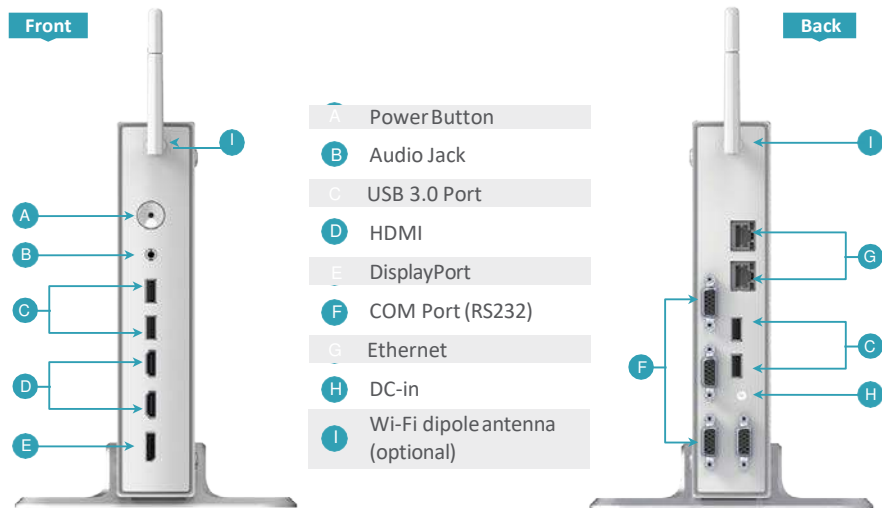 Front
Back
I
I
A Power Button
B Audio Jack
C USB 3.0 Port
D HDMI
E DisplayPort
F COM Port (RS232)
G Ethernet
H DC-in
I Wi-Fi dipole antenna
(optional)
A
B
C
D
E
G
C
F
H